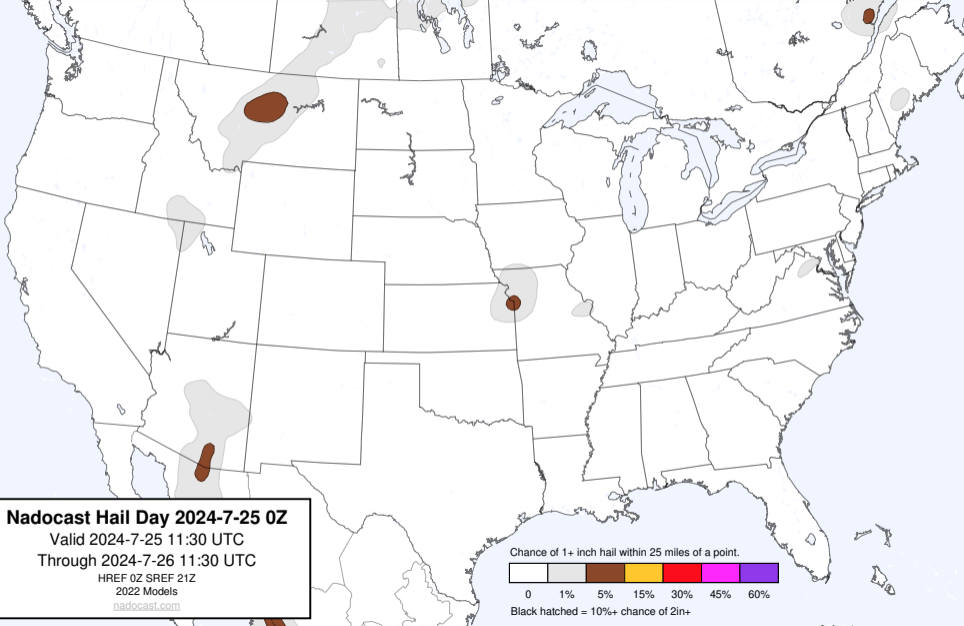 Nadocast Hail Day 2024-7-25 0Z
Valid 2024-7-25 11:30 UTC
Through 2024-7-26 11:30 UTC
HREF 0Z SREF 21Z
2022 Models
nadocast.com
Chance of 1+ inch hail within 25 miles of a point.
0 1% 5% 15% 30% 45% 60%
Black hatched = 10%+ chance of 2in+